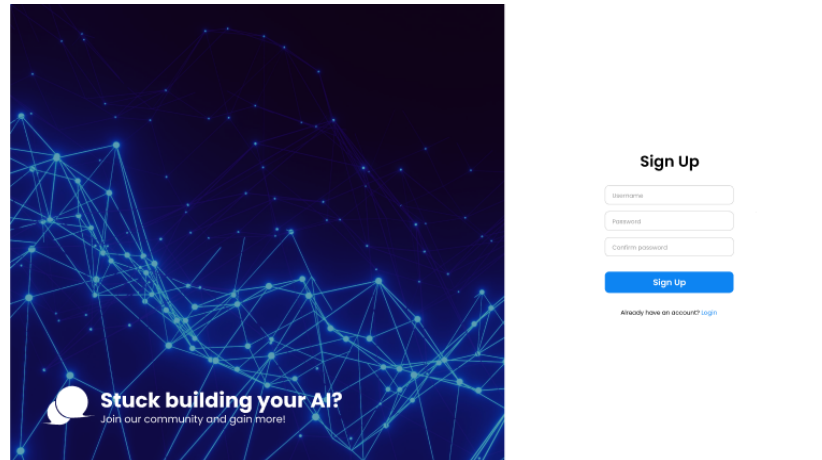 Stuck building your AI?
Join our community and gain more!
Sign Up
Username
Password
Confirm password
Sign Up
Already have an account? Login